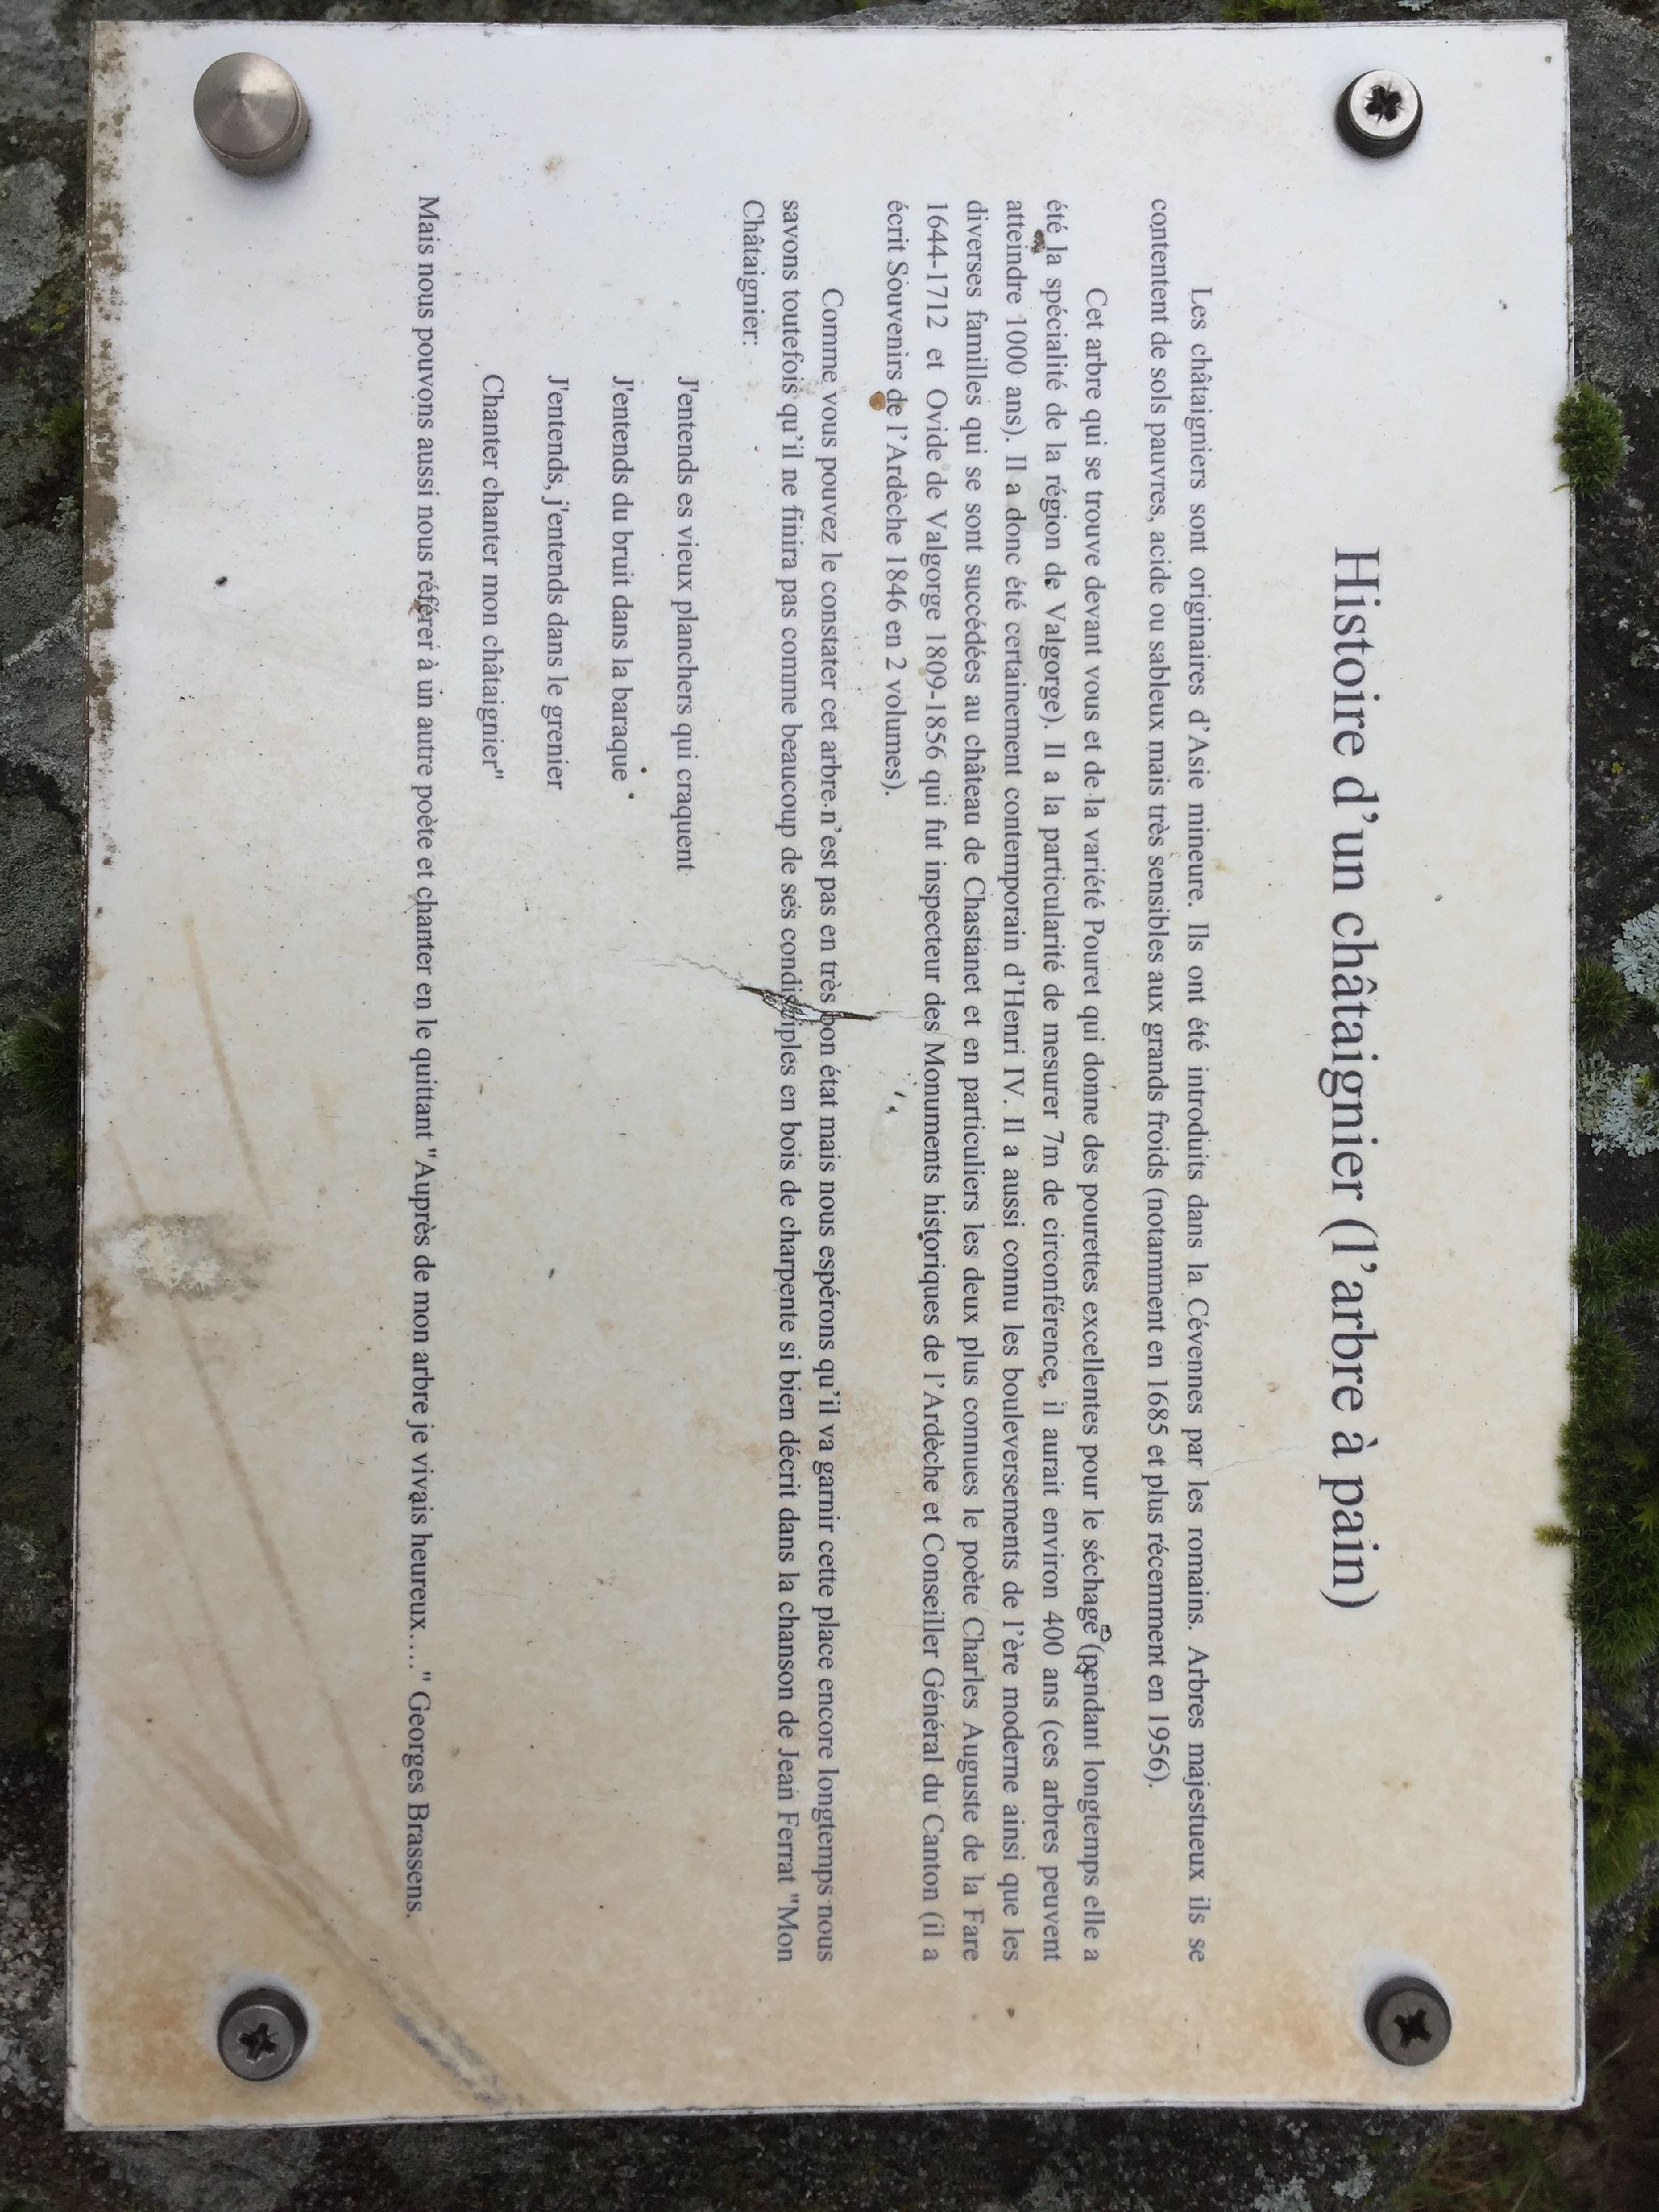 Histoire d'un châtaignier (l'arbre à pain)
Les châtaigniers sont originaires d'Asie mineure. Ils ont été introduits dans la Cévennes par les romains. Arbres majestueux ils se
contentent de sols pauvres, acide ou sableux mais très sensibles aux grands froids (notamment en 1685 et plus récemment en 1956).
Cet arbre qui se trouve devant vous et de la variété Pouret qui donne des pourettes excellentes pour le séchage (pendant longtemps elle a
été la spécialité de la région de Valgorge). Il a la particularité de mesurer 7m de circonférence, il aurait environ 400 ans (ces arbres peuvent
atteindre 1000 ans). Il a donc été certainement contemporain d'Henri IV. Il a aussi connu les bouleversements de l'ère moderne ainsi que les
diverses familles qui se sont succédées au château de Chastanet et en particuliers les deux plus connues le poète Charles Auguste de la Fare
1644-1712 et Ovide de Valgorge 1809-1856 qui fut inspecteur des Monuments historiques de l'Ardèche et Conseiller Général du Canton (il a
écrit Souvenirs de l'Ardèche 1846 en 2 volumes).
Comme vous pouvez le constater cet arbre n'est pas en très bon état mais nous espérons qu'il va garnir cette place encore longtemps nous
savons toutefois qu'il ne finira pas comme beaucoup de ses condisciples en bois de charpente si bien décrit dans la chanson de Jean Ferrat "Mon
Châtaignier:
J'entends es vieux planchers qui craquent
J'entends du bruit dans la baraque
J'entends, j'entends dans le grenier
Chanter chanter mon châtaignier"
Mais nous pouvons aussi nous référer à un autre poète et chanter en le quittant "Auprès de mon arbre je vivais heureux…." Georges Brassens.